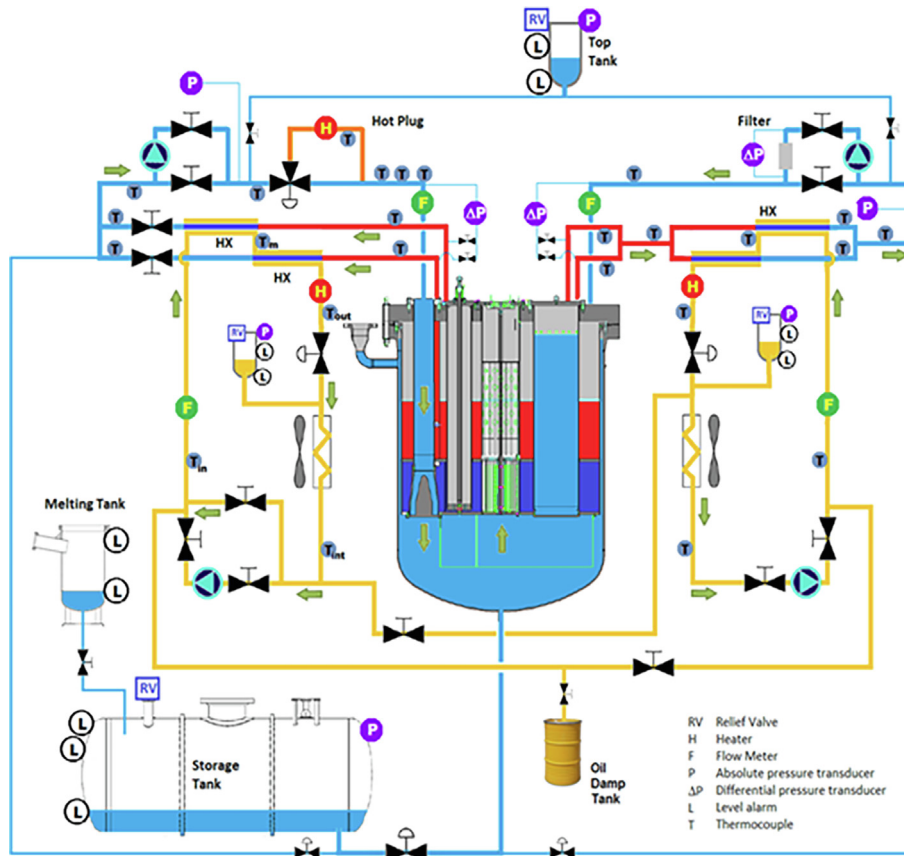 RV
P
L
Top
Tank
L
P
H
Hot Plug
T
Filter
ΔP
T
T
T
T
T
T
F
ΔP
ΔP
F
P
T
T
HX
T
T
HX
T
T
T
T
T
T
Tm
HX
T
T
H
T
out
H
T
RV
P
L
L
RV
P
L
L
F
F
Tin
Melting Tank
L
L
Tint
T
RV
L
L
L
P
Storage
Tank
Oil
Damp
Tank
RV Relief Valve
H Heater
F Flow Meter
P Absolute pressure transducer
ΔP Differential pressure transducer
L Level alarm
T Thermocouple